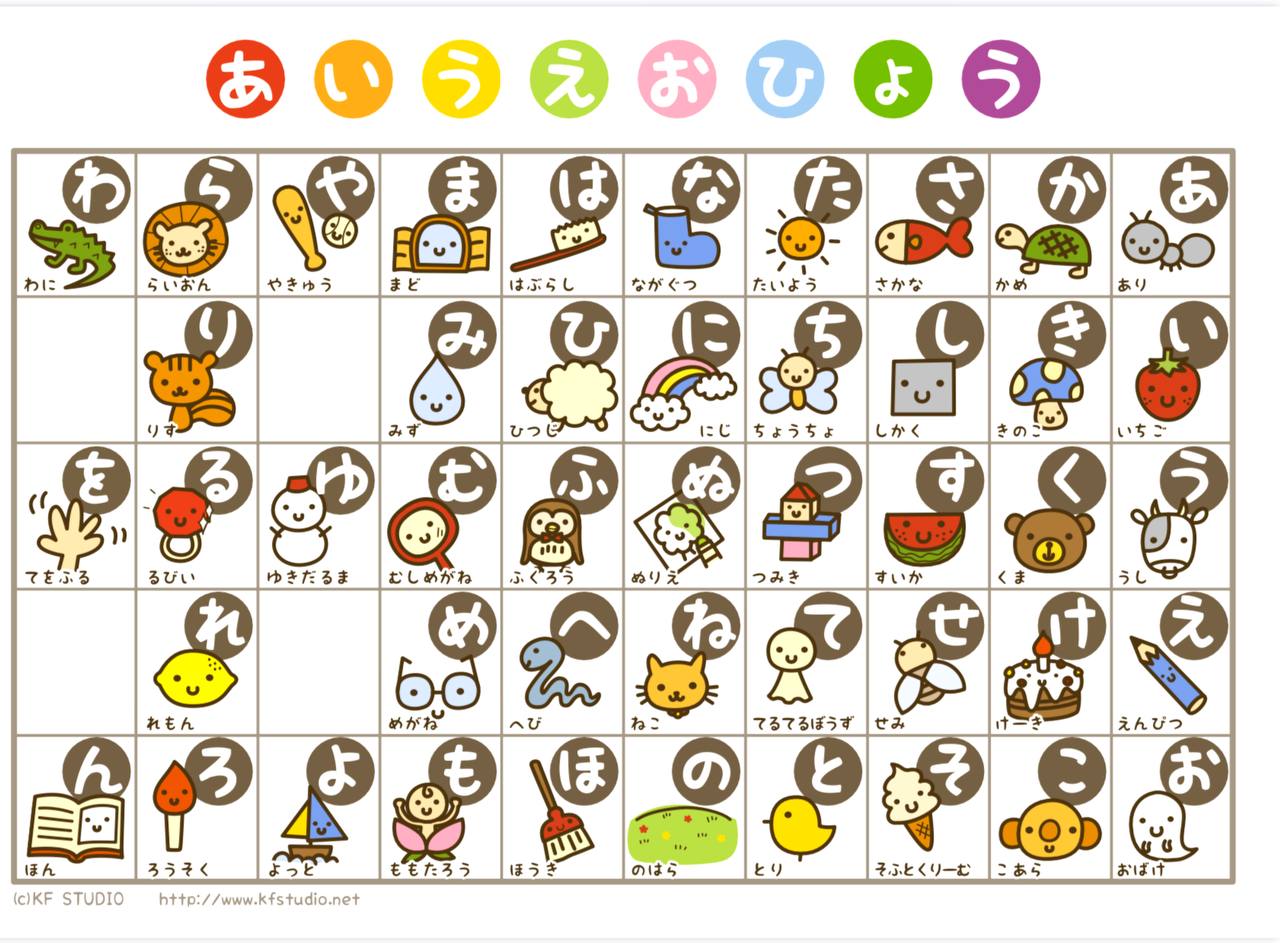 あいうえおひょう
わ ら や ま は な た さ か あ
わに らいおん やきゅう まど はぶらし ながぐつ たいよう さかな かめ あり
り み ひ に ち し き い
りす みず ひつじ にじ ちょうちょ しかく きのこ いちご
を る ゆ む ふ ぬ つ す く う
てをふる るびい ゆきだるま むしめがね ふくろう ぬりえ つみき すいか くま うし
れ め へ ね て せ け え
れもん めがね へび ねこ てるてるぼうず せみ けーき えんぴつ
ん ろ よ も ほ の と そ こ お
ほん ろうそく よっと ももたろう ほうき のはら とり そふとくりーむ こあら おばけ
(c)KF STUDIO http://www.kfstudio.net